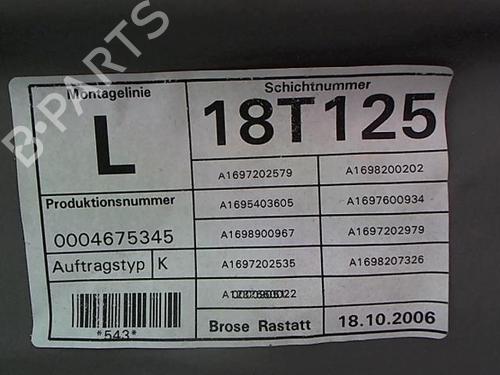 B-PARTS
Montagelinie
L
Schichtnummer
18T125
Produktionsnummer
0004675345
Auftragstyp K
*543*
A1697202579 A1698200202
A1695403605 A1697600934
A1698900967 A1697202979
A1697202535 A1698207326
Brose Rastatt 18.10.2006